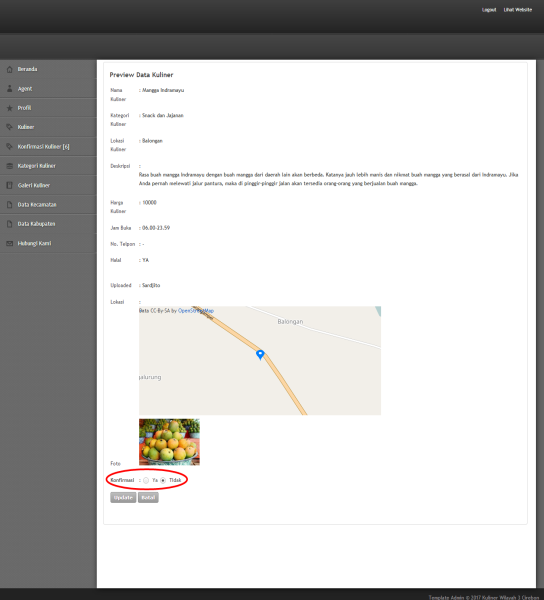 Logout Lihat Website
Beranda
Agent
Profil
Kuliner
Konfirmasi Kuliner [6]
Kategori Kuliner
Galeri Kuliner
Data Kecamatan
Data Kabupaten
Hubungi Kami
Preview Data Kuliner
Nama Kuliner : Mangga Indramayu
Kategori Kuliner : Snack dan Jajanan
Lokasi Kuliner : Balongan
Deskripsi :
Rasa buah mangga Indramayu dengan buah mangga dari daerah lain akan berbeda. Katanya jauh lebih manis dan nikmat buah mangga yang berasal dari Indramayu. Jika
Anda pernah melewati jalur pantura, maka di pinggir-pinggir jalan akan tersedia orang-orang yang berjualan buah mangga.
Harga Kuliner : 10000
Jam Buka : 06.00-23.59
No. Telpon : -
Halal : YA
Uploaded : Sardjito
Lokasi :
Data CC-By-SA by OpenStreetMap
Balongan
jalurung
Foto
Konfirmasi : Ya Tidak
Update Batal
Template Admin © 2017 Kuliner Wilayah 3 Cirebon